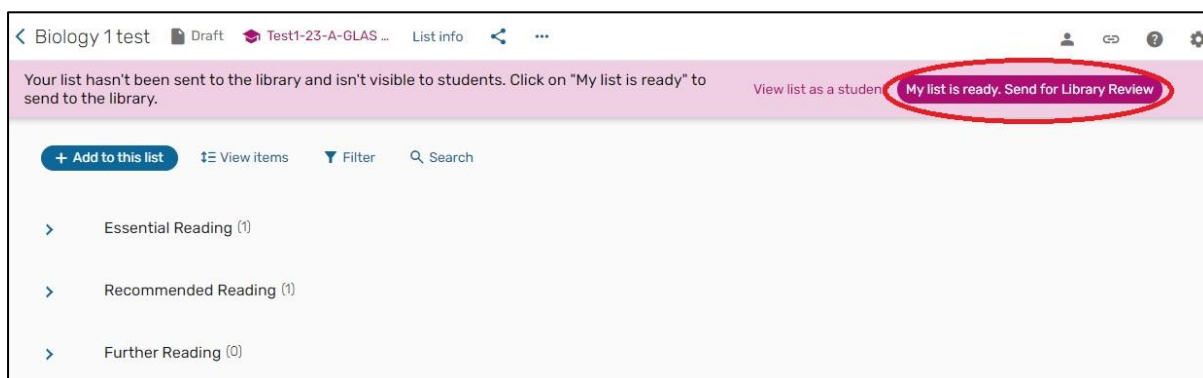 Biology 1 test Draft Test1-23-A-GLAS … List info ...
Your list hasn't been sent to the library and isn't visible to students. Click on "My list is ready" to
send to the library.
View list as a studen My list is ready. Send for Library Review
+ Add to this list View items Filter Search
Essential Reading (1)
Recommended Reading (1)
Further Reading (0)